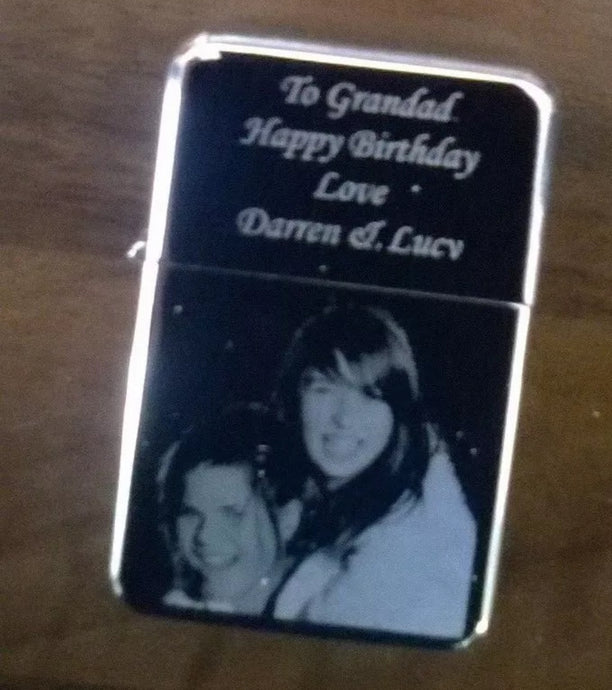 To Grandad
Happy Birthday
Love
Darren & Lucy